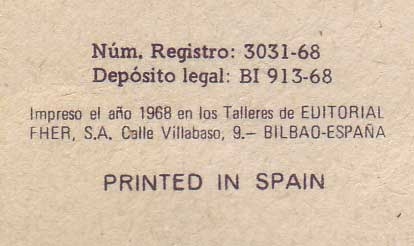 Núm. Registro: 3031-68
Depósito legal: BI 913-68
Impreso el año 1968 en los Talleres de EDITORIAL
FHER, S.A. Calle Villabaso, 9.- BILBAO-ESPAÑA
PRINTED IN SPAIN